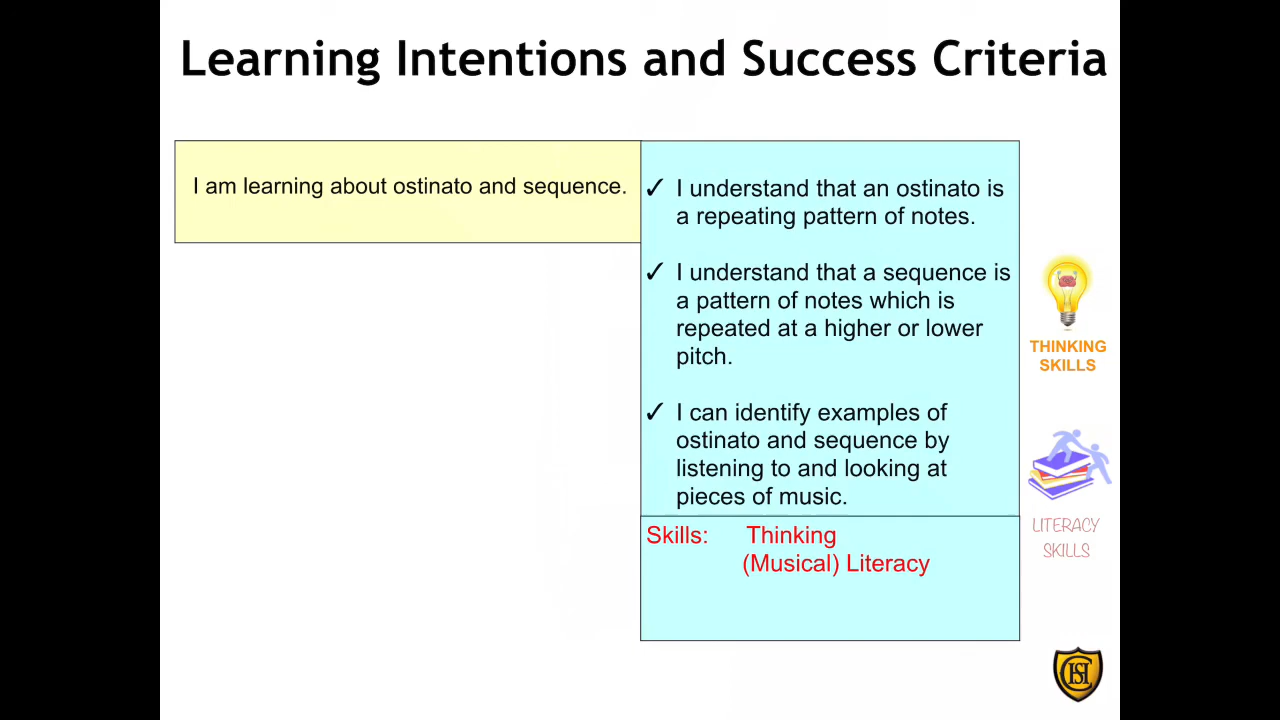 Learning Intentions and Success Criteria
I am learning about ostinato and sequence.
✓ I understand that an ostinato is
a repeating pattern of notes.
✓ I understand that a sequence is
a pattern of notes which is
repeated at a higher or lower
pitch.
✓ I can identify examples of
ostinato and sequence by
listening to and looking at
pieces of music.
Skills: Thinking
(Musical) Literacy
THINKING
SKILLS
LITERACY
SKILLS